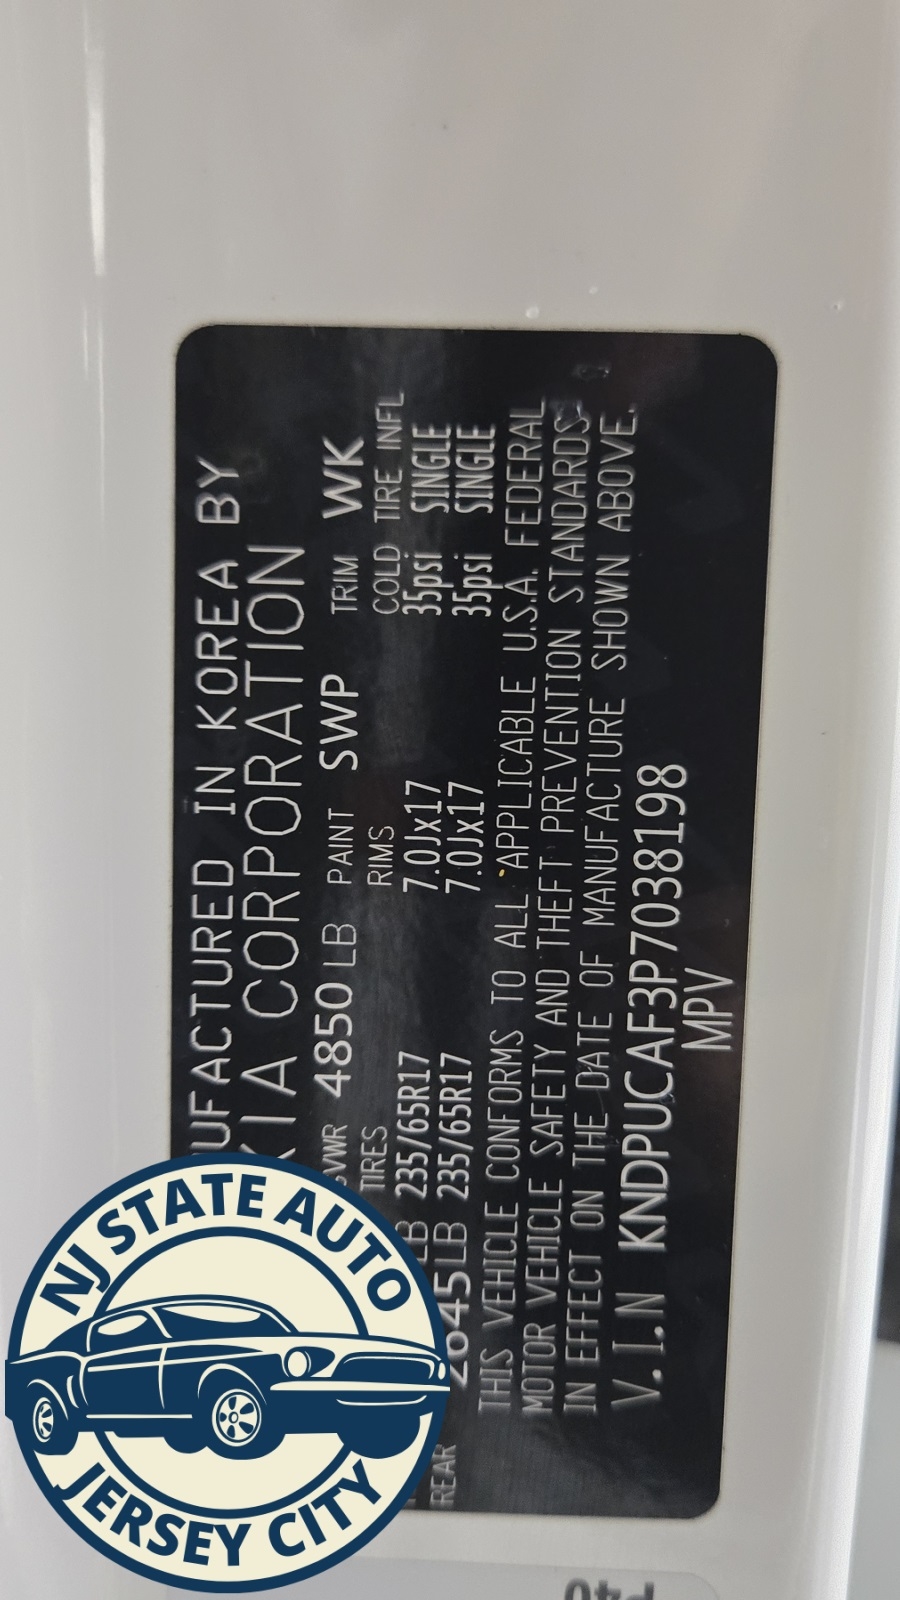 UFACTURED IN KOREA BY
KIA CORPORATION
GVWR 4850 LB PAINT SWP TRIM WK
TIRES RIMS COLD TIRE INFL
LB 235/65R17 7.0Jx17 35psi SINGLE
REAR 2645 LB 235/65R17 7.0Jx17 35psi SINGLE
THIS VEHICLE CONFORMS TO ALL APPLICABLE U.S.A. FEDERAL
MOTOR VEHICLE SAFETY AND THEFT PREVENTION STANDARDS
IN EFFECT ON THE DATE OF MANUFACTURE SHOWN ABOVE.
V.I.N KNDPUCAF3P7038198
MPV
NJ STATE AUTO
JERSEY CITY